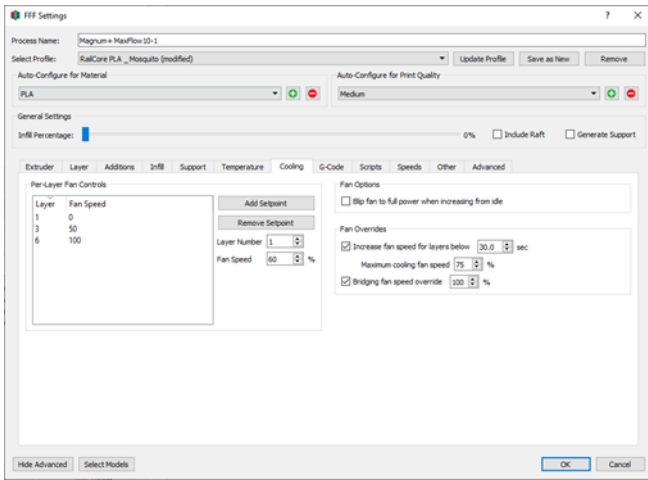 FFF Settings
Process Name: Magnum+ MaxFlow10-1
Select Profile: RailCore PLA _Mosquito (modified) Update Profile Save as New Remove
Auto-Configure for Material Auto-Configure for Print Quality
PLA Medium
General Settings
Infill Percentage: 0% Include Raft Generate Support
Extruder Layer Additions Infill Support Temperature Cooling G-Code Scripts Speeds Other Advanced
Per-Layer Fan Controls
Layer Fan Speed
1 0
3 50
6 100
Add Setpoint
Remove Setpoint
Layer Number 1
Fan Speed 60 %
Fan Options
Blip fan to full power when increasing from idle
Fan Overrides
Increase fan speed for layers below 30.0 sec
Maximum cooling fan speed 75 %
Bridging fan speed override 100 %
Hide Advanced Select Models OK Cancel